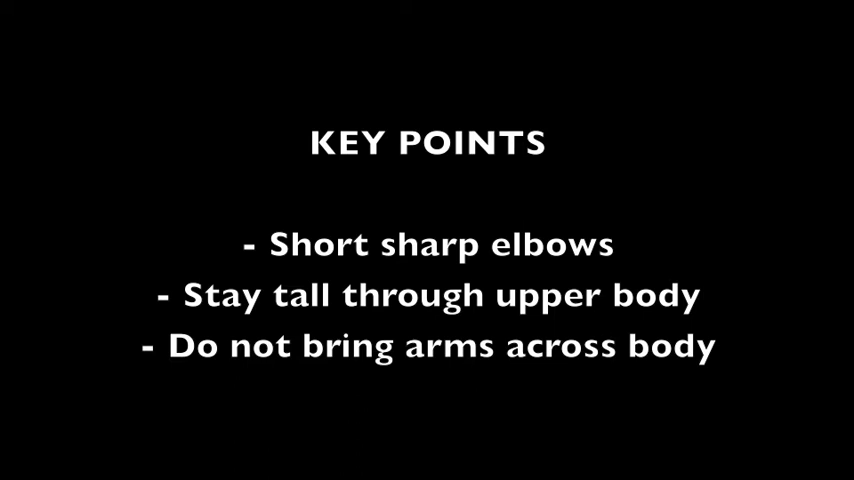 KEY POINTS
- Short sharp elbows
- Stay tall through upper body
- Do not bring arms across body